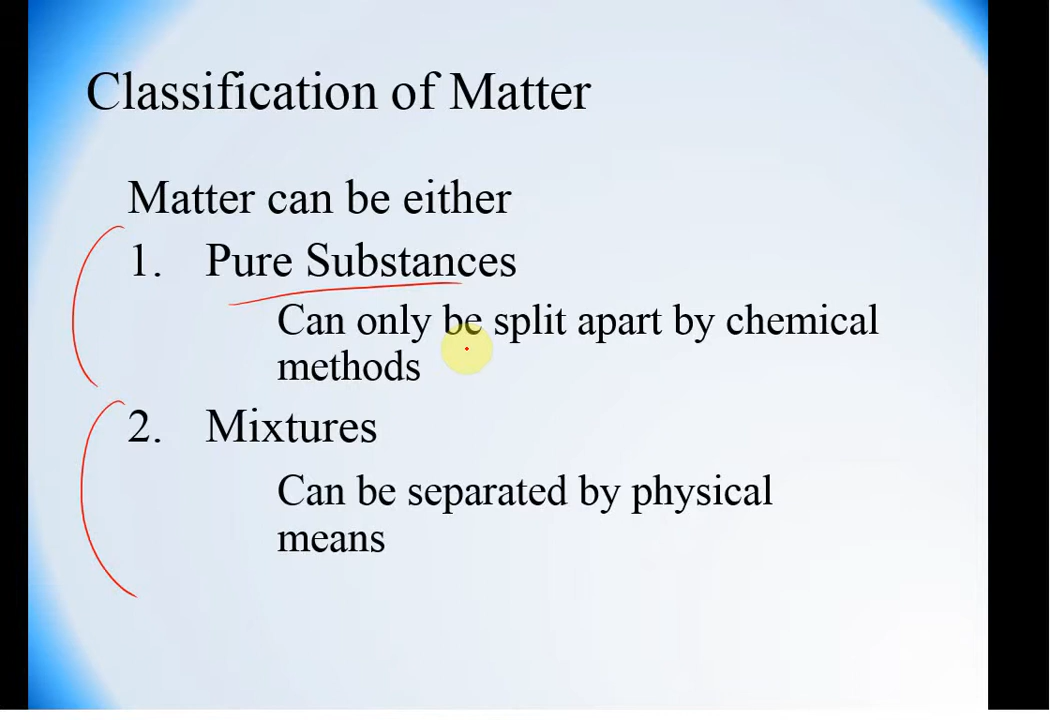 Classification of Matter
Matter can be either
1. Pure Substances
Can only be split apart by chemical
methods
2. Mixtures
Can be separated by physical
means